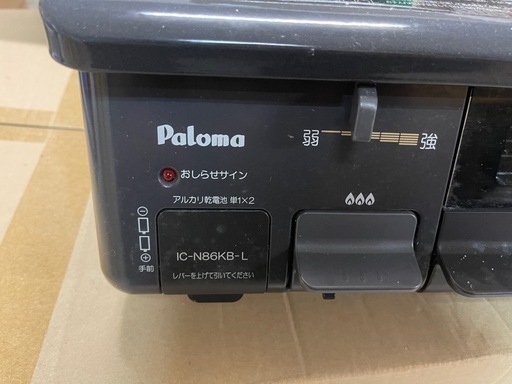 Paloma
弱 強
おしらせサイン
アルカリ乾電池 単1×2
⊖
⊕
手前
IC-N86KB-L
レバーを上げて引いてください